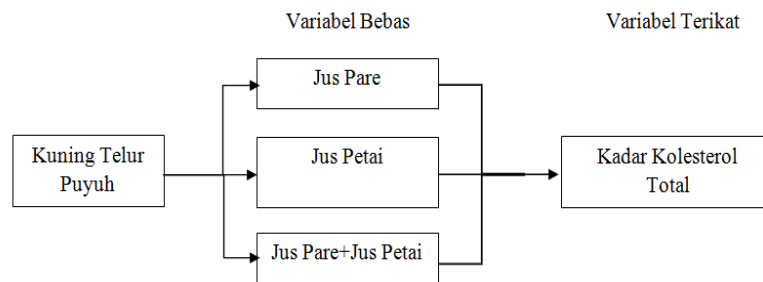 Variabel Bebas
Variabel Terikat
Jus Pare
Kuning Telur
Puyuh
Jus Petai
Kadar Kolesterol
Total
Jus Pare+Jus Petai